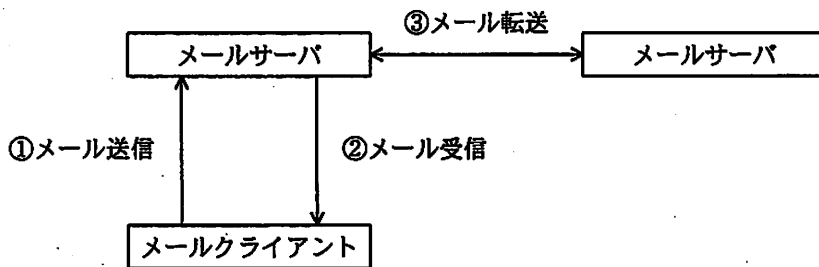 ③メール転送
メールサーバ
メールサーバ
①メール送信
②メール受信
メールクライアント